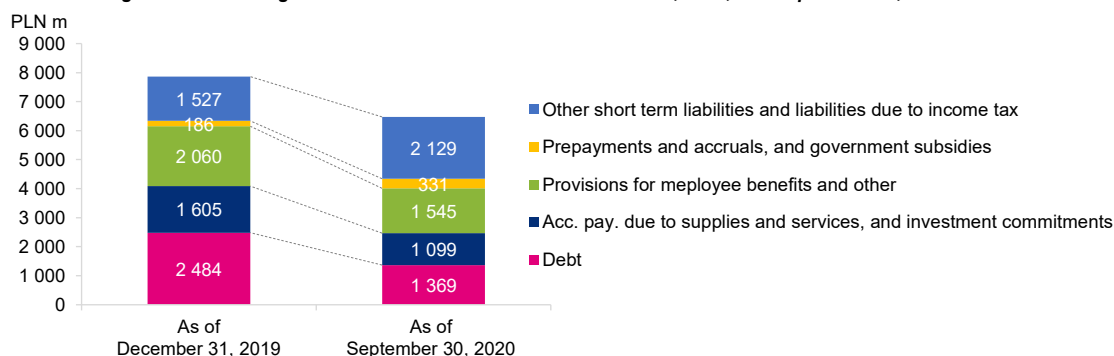 PLN m
9 000
8 000
7 000
6 000
5 000
4 000
3 000
2 000
1 000
0
1 527
186
2 060
1 605
2 484
2 129
331
1 545
1 099
1 369
As of
December 31, 2019
As of
September 30, 2020
Other short term liabilities and liabilities due to income tax
Prepayments and accruals, and government subsidies
Provisions for meployee benefits and other
Acc. pay. due to supplies and services, and investment commitments
Debt